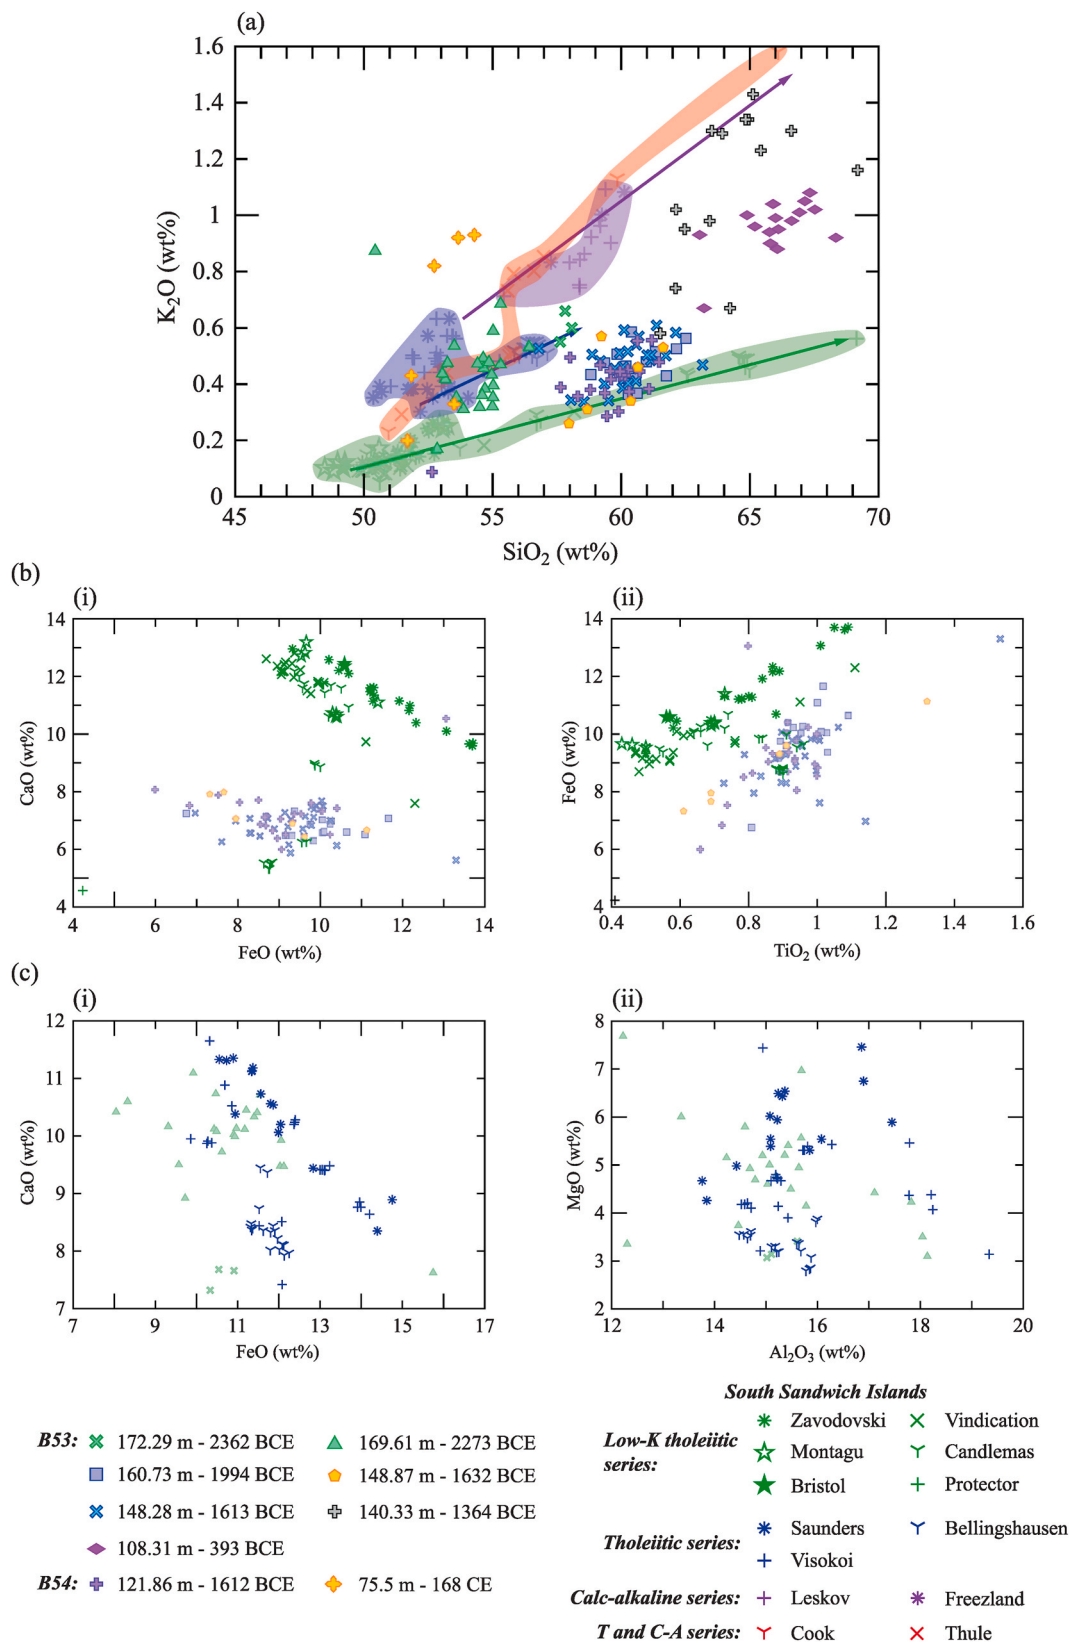 (a)
1.6
1.4
1.2
1
0.8
0.6
0.4
0.2
0
K2O (wt%)
45 50 55 60 65 70
SiO2 (wt%)
(b)
(i)
14
12
10
8
6
4
CaO (wt%)
4 6 8 10 12 14
FeO (wt%)
(ii)
14
12
10
8
6
4
FeO (wt%)
0.4 0.6 0.8 1 1.2 1.4 1.6
TiO2 (wt%)
(c)
(i)
12
11
10
9
8
7
CaO (wt%)
7 9 11 13 15 17
FeO (wt%)
(ii)
8
7
6
5
4
3
2
MgO (wt%)
12 14 16 18 20
Al2O3 (wt%)
B53: 172.29 m - 2362 BCE 169.61 m - 2273 BCE
160.73 m - 1994 BCE 148.87 m - 1632 BCE
148.28 m - 1613 BCE 140.33 m - 1364 BCE
108.31 m - 393 BCE
B54: 121.86 m - 1612 BCE 75.5 m - 168 CE
South Sandwich Islands
Low-K tholeiitic
series:
Zavodovski Vindication
Montagu Candlemas
Bristol Protector
Tholeiitic series:
Saunders Bellingshausen
Visokoi
Calc-alkaline series: Leskov Freezland
T and C-A series: Cook Thule